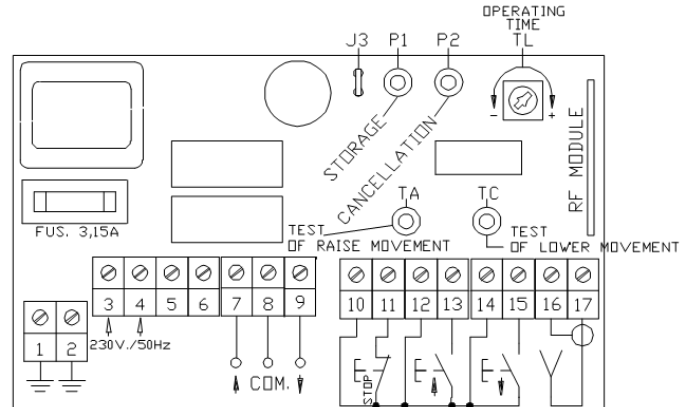 OPERATING
TIME
J3 P1 P2 TL
- +
STORAGE
CANCELLATION
RF MODULE
FUS. 3,15A
TA TC
TEST
OF RAISE MOVEMENT
TEST
OF LOWER MOVEMENT
3 4 5 6 7 8 9 10 11 12 13 14 15 16 17
1 2
230V./50Hz
COM.
STOP